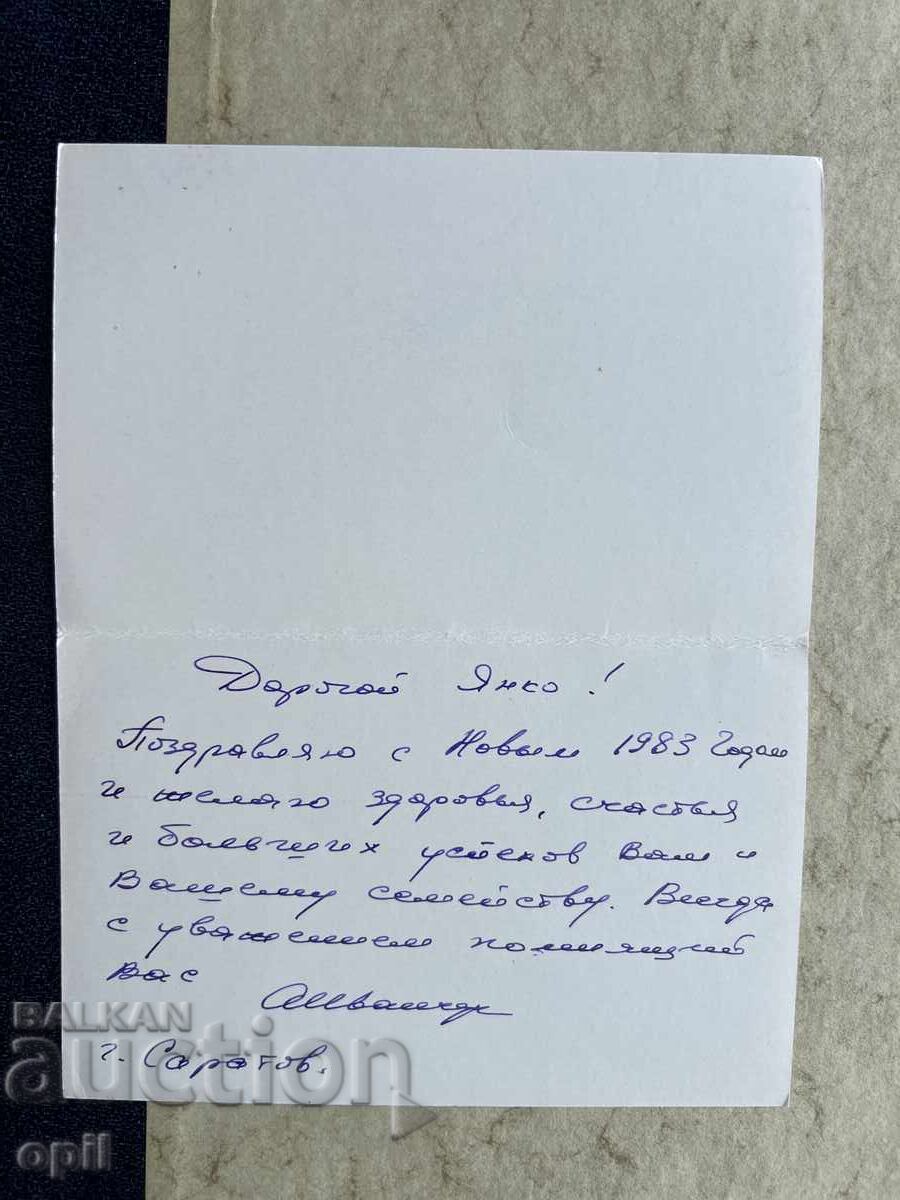 Дорогой Янко!
Поздравляю с Новым 1983 Годом
и желаю здоровья, счастья
и больших успехов Вам и
Вашему семейству. Всегда
с уважением помнящий
Вас
г. Саратов.
BALKAN
auction
opil